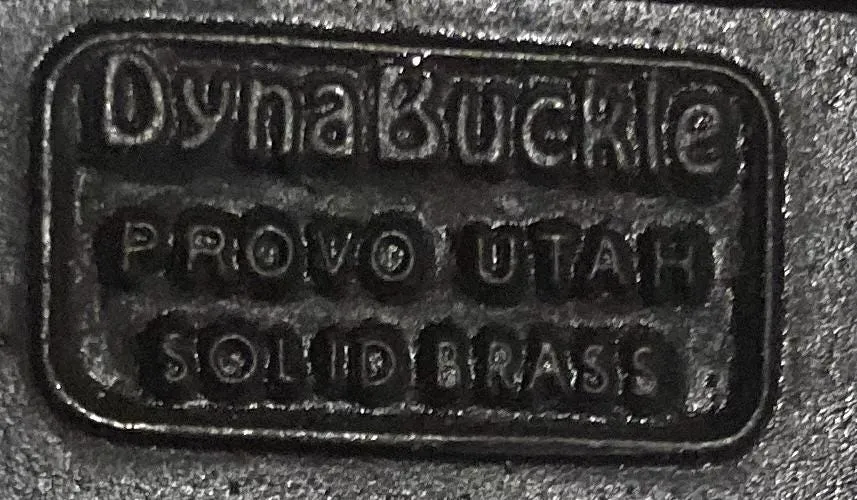 DynaBuckle
PROVO UTAH
SOLID BRASS